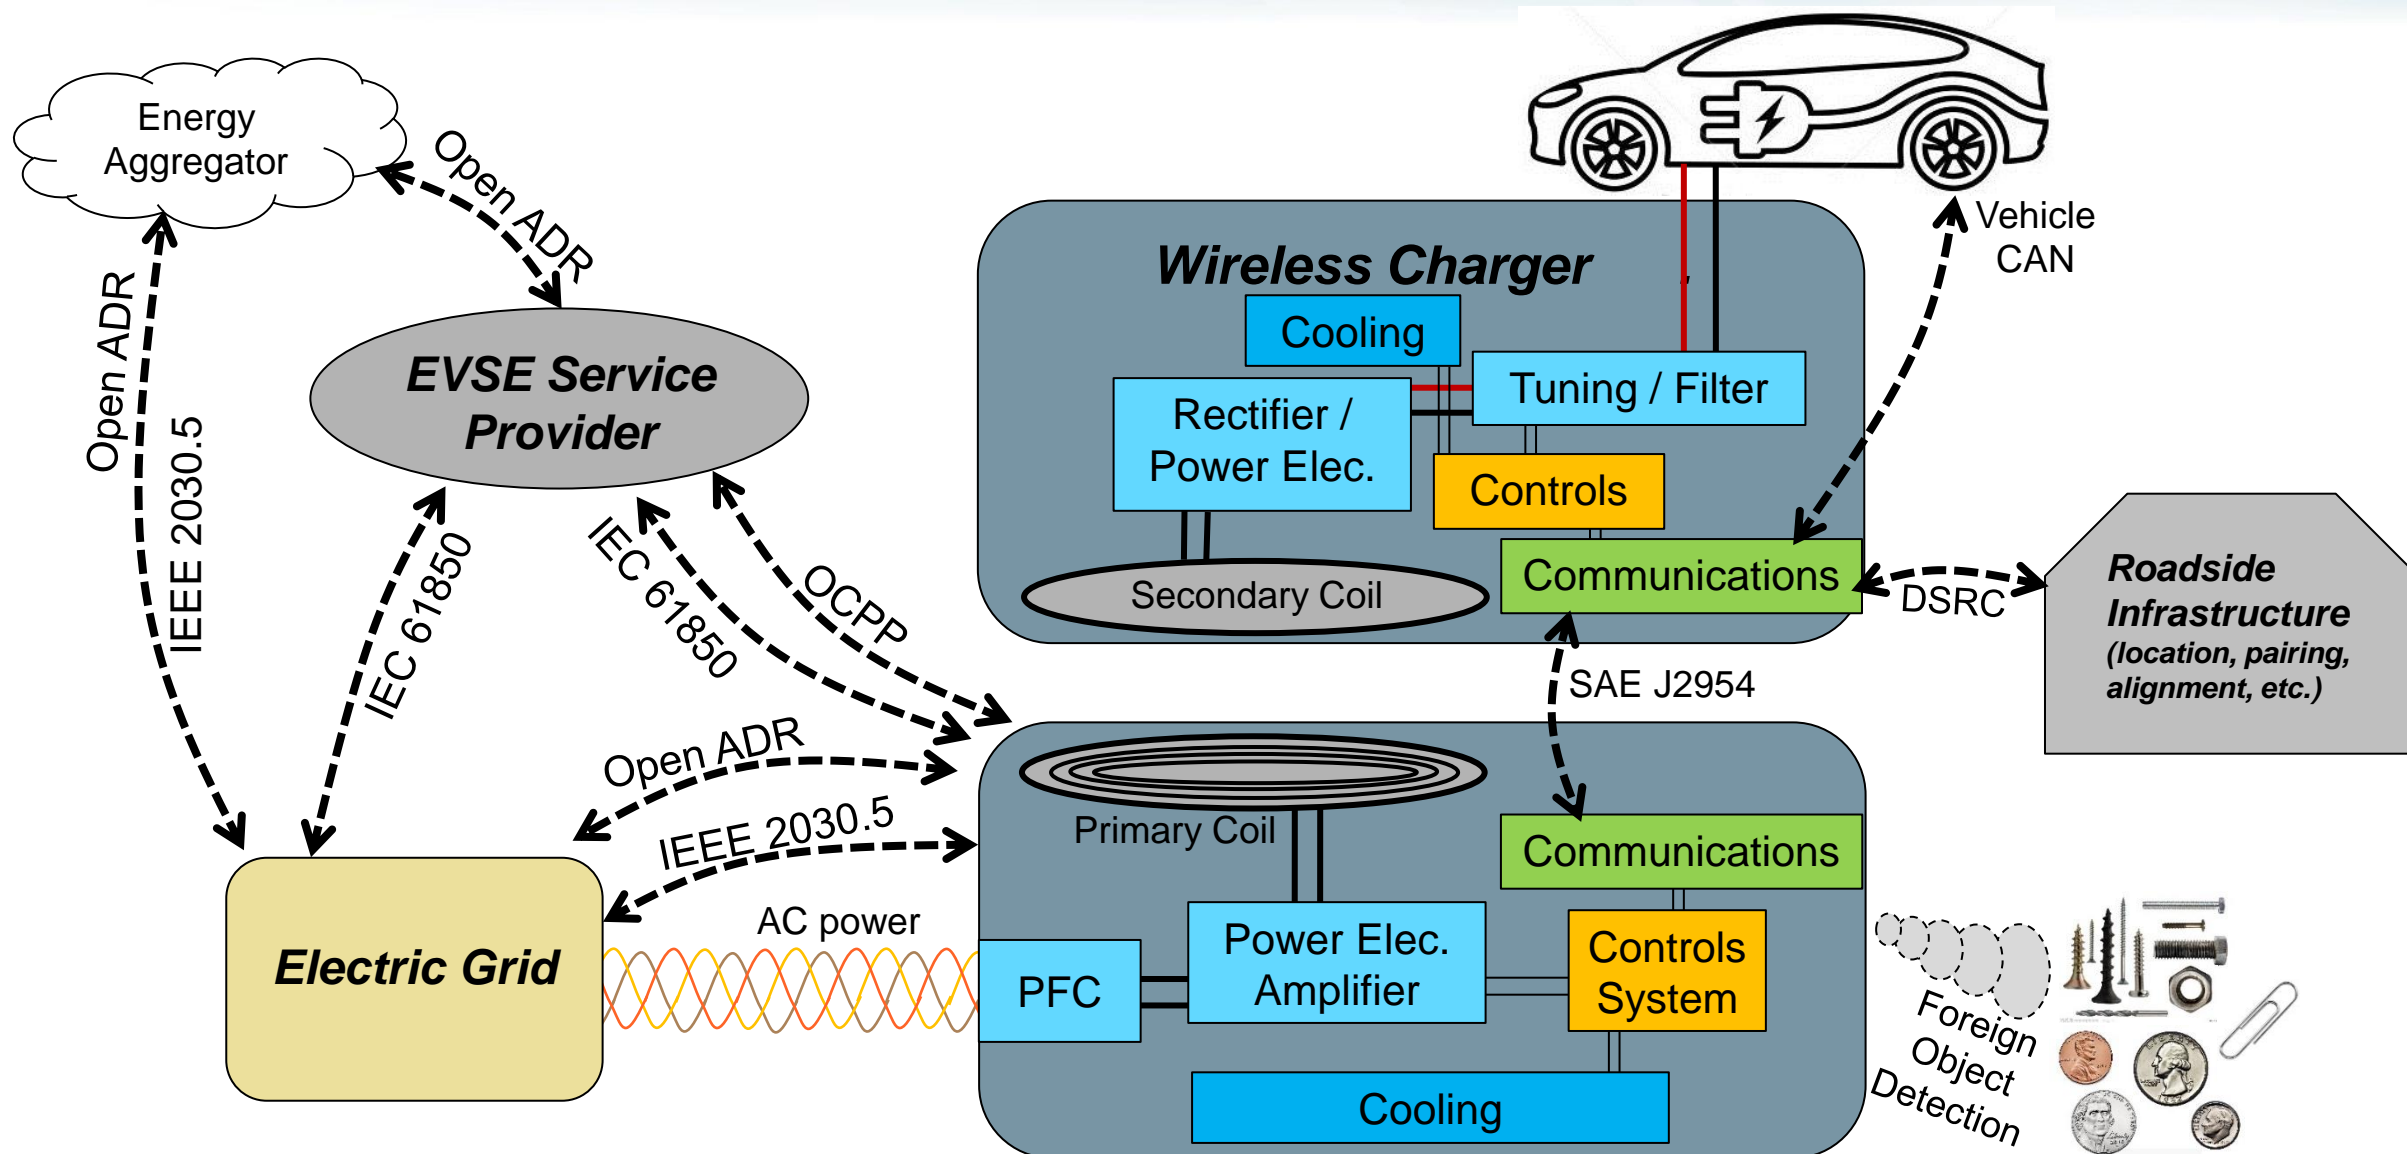 Energy
Aggregator
Open ADR
Open ADR
IEEE 2030.5
EVSE Service
Provider
IEC 61850
IEC 61850
OCPP
Open ADR
IEEE 2030.5
AC power
Electric Grid
Wireless Charger
Cooling
Tuning / Filter
Rectifier /
Power Elec.
Controls
Communications
Secondary Coil
Vehicle
CAN
DSRC
Roadside
Infrastructure
(location, pairing,
alignment, etc.)
SAE J2954
Primary Coil
Communications
Power Elec.
Amplifier
Controls
System
PFC
Cooling
Foreign
Object
Detection